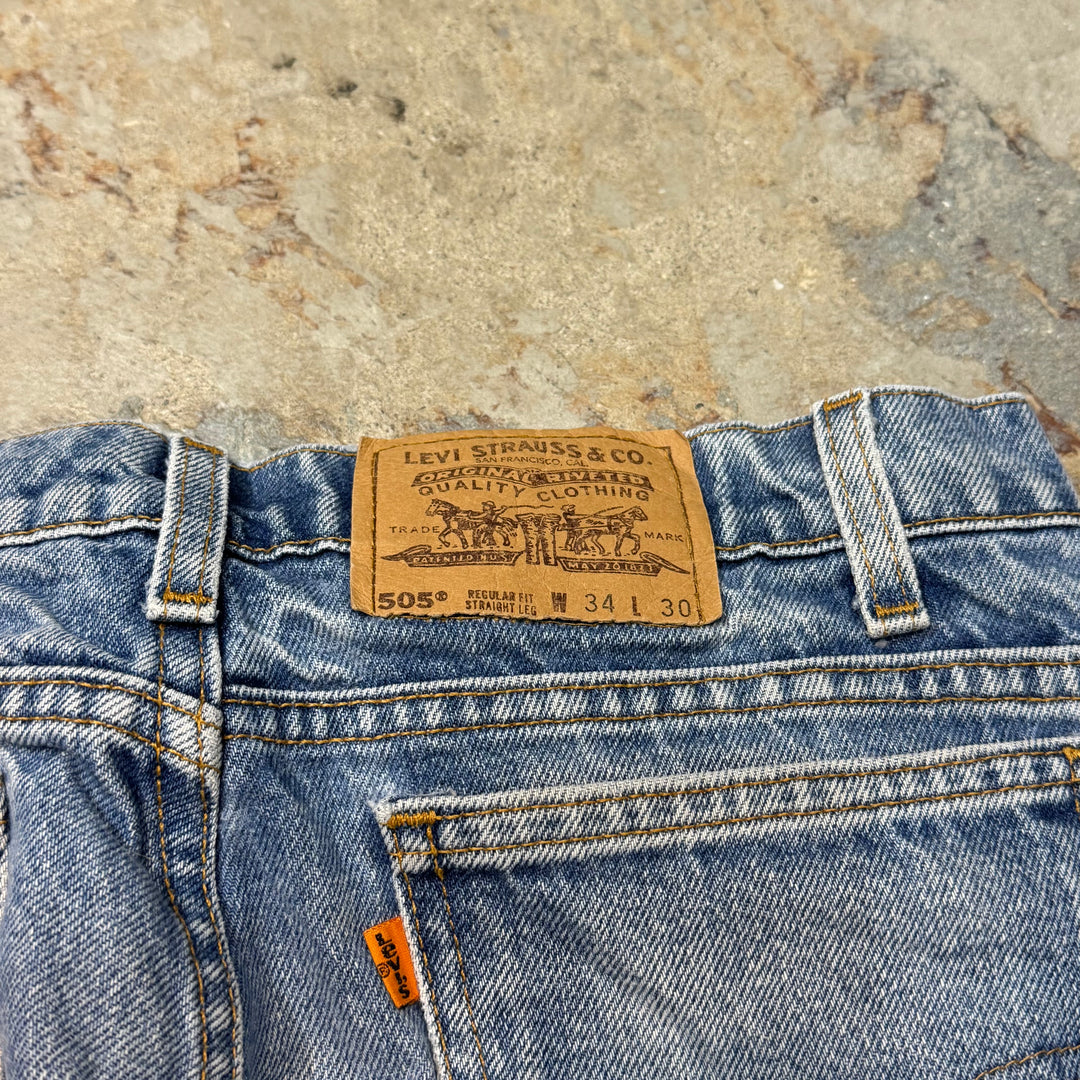 LEVI STRAUSS & CO.
SAN FRANCISCO, CAL.
ORIGINAL RIVETED
QUALITY CLOTHING
TRADE MARK
PATENTED IN U.S. MAY 20 1873
505® REGULAR FIT W 34 L 30
STRAIGHT LEG
LEVI'S
®